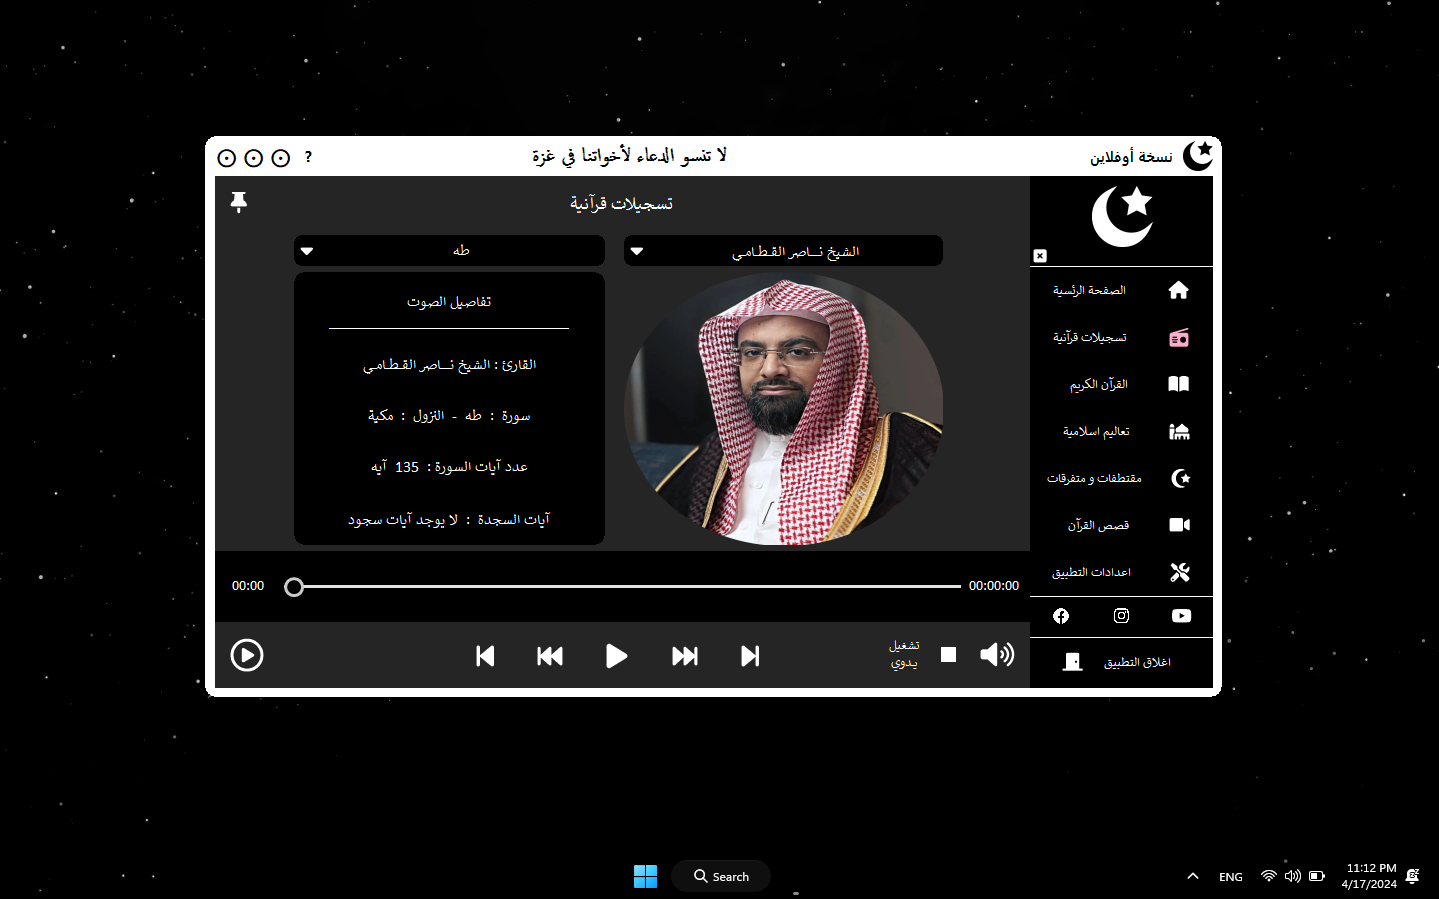 نسخة أوفلاين
لا تنسو الدعاء لأخواتنا في غزة
?
تسجيلات قرآنية
الشيخ نــاصر القـطـامـي
طه
تفاصيل الصوت
القارئ : الشيخ نــاصر القـطـامـي
سورة : طه - النزول : مكية
عدد آيات السورة : 135 آيه
آيات السجدة : لا يوجد آيات سجود
00:00
00:00:00
تشغيل
يـدوي
الصفحة الرئسية
تسجيلات قرآنية
القرآن الكريم
تعاليم اسلامية
مقتطفات و متفرقات
قصص القرآن
اعدادات التطبيق
اغلاق التطبيق
Search
ENG
11:12 PM
4/17/2024